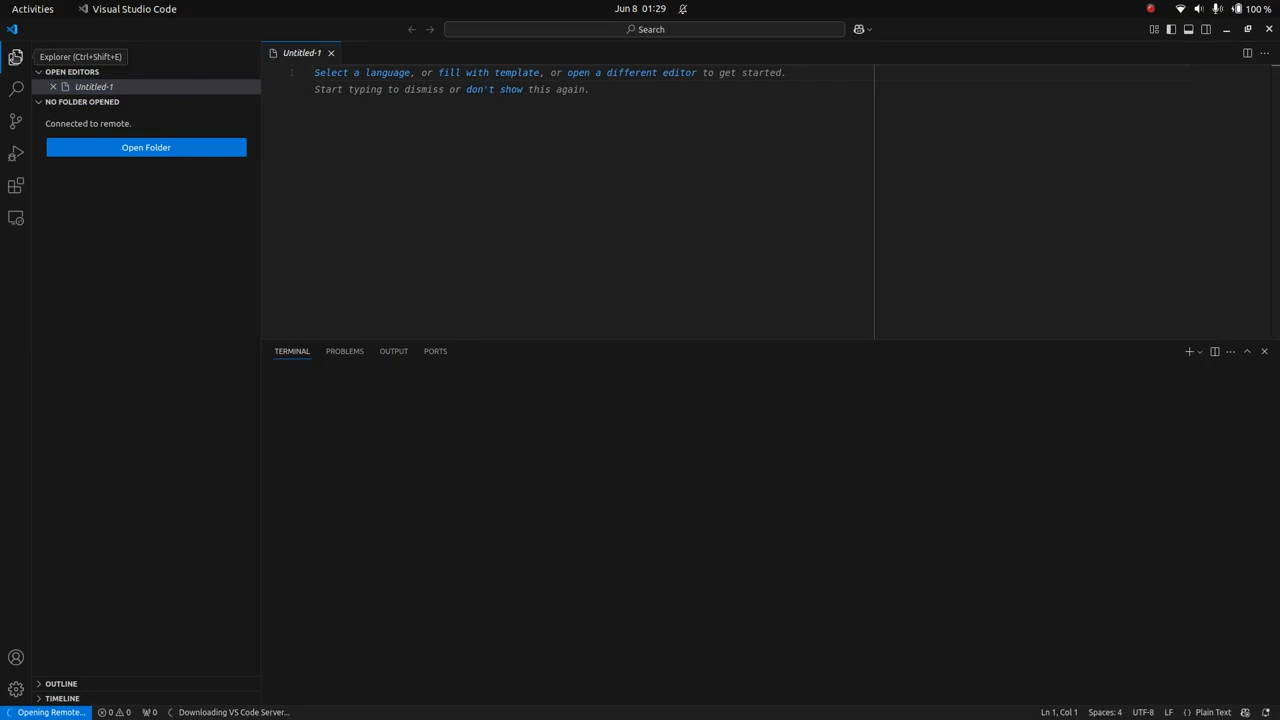 Activities
Visual Studio Code
Jun 8 01:29
100 %
Search
Explorer (Ctrl+Shift+E)
Untitled-1
OPEN EDITORS
Untitled-1
NO FOLDER OPENED
Connected to remote.
Open Folder
1
Select a language, or fill with template, or open a different editor to get started.
Start typing to dismiss or don't show this again.
TERMINAL
PROBLEMS
OUTPUT
PORTS
OUTLINE
TIMELINE
Opening Remote...
0
0
0
Downloading VS Code Server...
Ln 1, Col 1
Spaces: 4
UTF-8
LF
Plain Text